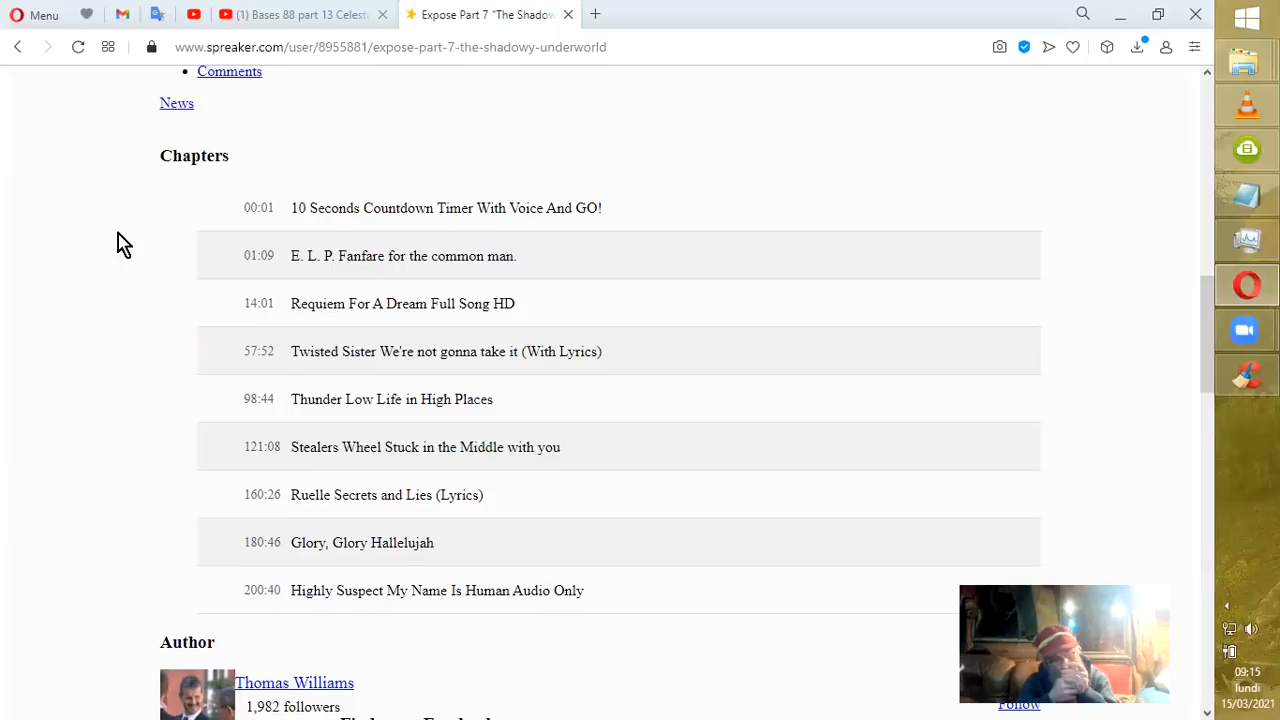 Menu
(1) Bases 88 part 13 Celest
Expose Part 7 "The Shadow
www.spreaker.com/user/8955881/expose-part-7-the-shadowy-underworld
Comments
News
Chapters
00:01 10 Seconds Countdown Timer With Voice And GO!
01:09 E. L. P. Fanfare for the common man.
14:01 Requiem For A Dream Full Song HD
57:52 Twisted Sister We're not gonna take it (With Lyrics)
98:44 Thunder Low Life in High Places
121:08 Stealers Wheel Stuck in the Middle with you
160:26 Ruelle Secrets and Lies (Lyrics)
180:46 Glory, Glory Hallelujah
200:40 Highly Suspect My Name Is Human Audio Only
Author
Thomas Williams
1,982 followers
Follow
09:15
lundi
15/03/2021